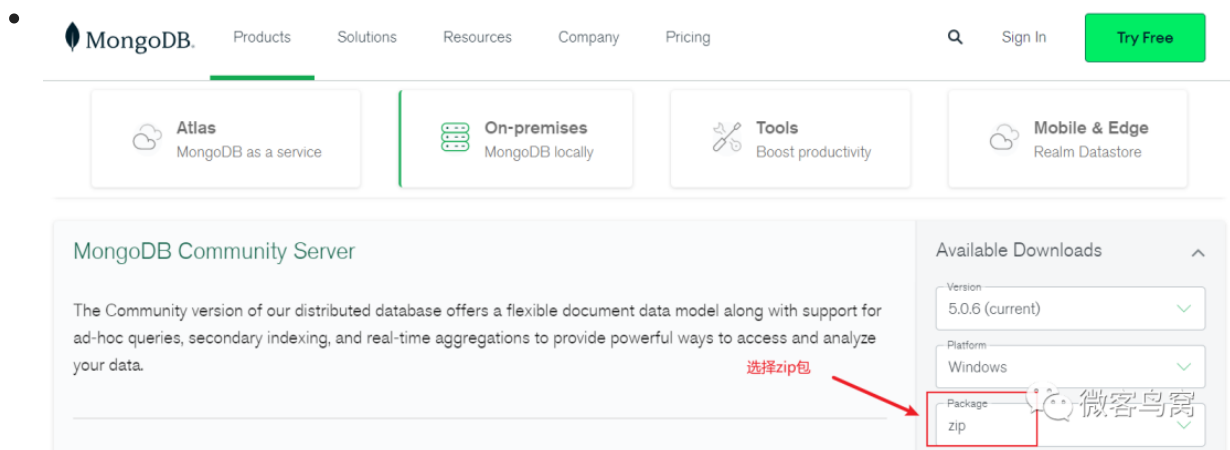 MongoDB.
Products
Solutions
Resources
Company
Pricing
Sign In
Try Free
Atlas
MongoDB as a service
On-premises
MongoDB locally
Tools
Boost productivity
Mobile & Edge
Realm Datastore
MongoDB Community Server
The Community version of our distributed database offers a flexible document data model along with support for
ad-hoc queries, secondary indexing, and real-time aggregations to provide powerful ways to access and analyze
your data.
选择zip包
Available Downloads
Version
5.0.6 (current)
Platform
Windows
Package
zip
微客鸟窝